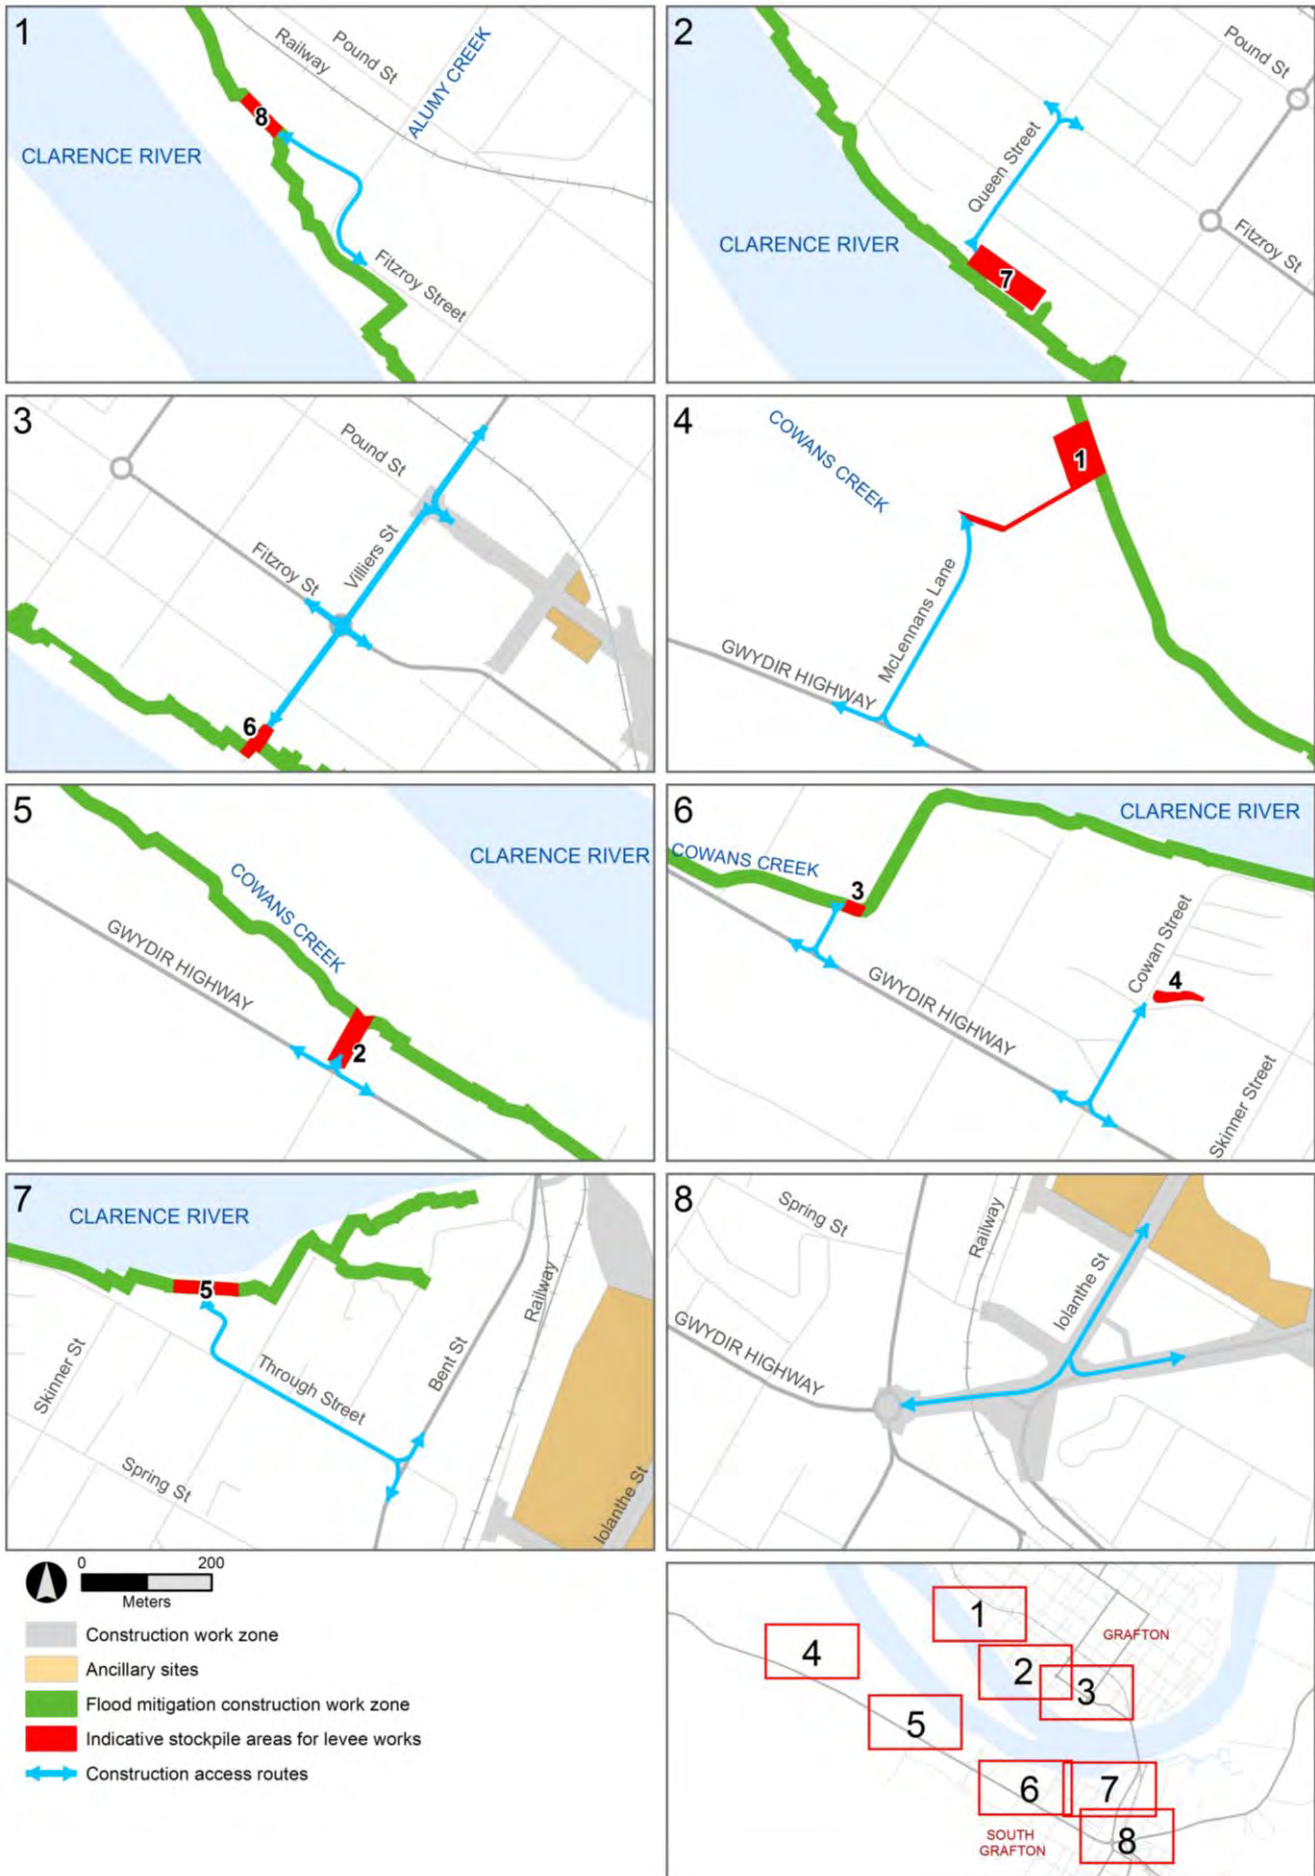 1
Railway
Pound St
ALUMY CREEK
8
CLARENCE RIVER
Fitzroy Street
2
Pound St
Queen Street
CLARENCE RIVER
Fitzroy St
7
3
Pound St
Villiers St
Fitzroy St
6
4
COWANS CREEK
1
McLennans Lane
GWYDIR HIGHWAY
5
CLARENCE RIVER
COWANS CREEK
GWYDIR HIGHWAY
2
6
CLARENCE RIVER
COWANS CREEK
3
Cowan Street
4
GWYDIR HIGHWAY
Skinner Street
7
CLARENCE RIVER
5
Railway
Bent St
Skinner St
Through Street
Spring St
Iolanthe St
8
Spring St
Railway
Iolanthe St
GWYDIR HIGHWAY
0 200
Meters
Construction work zone
Ancillary sites
Flood mitigation construction work zone
Indicative stockpile areas for levee works
Construction access routes
1
GRAFTON
4
2
3
5
6
7
SOUTH
GRAFTON
8